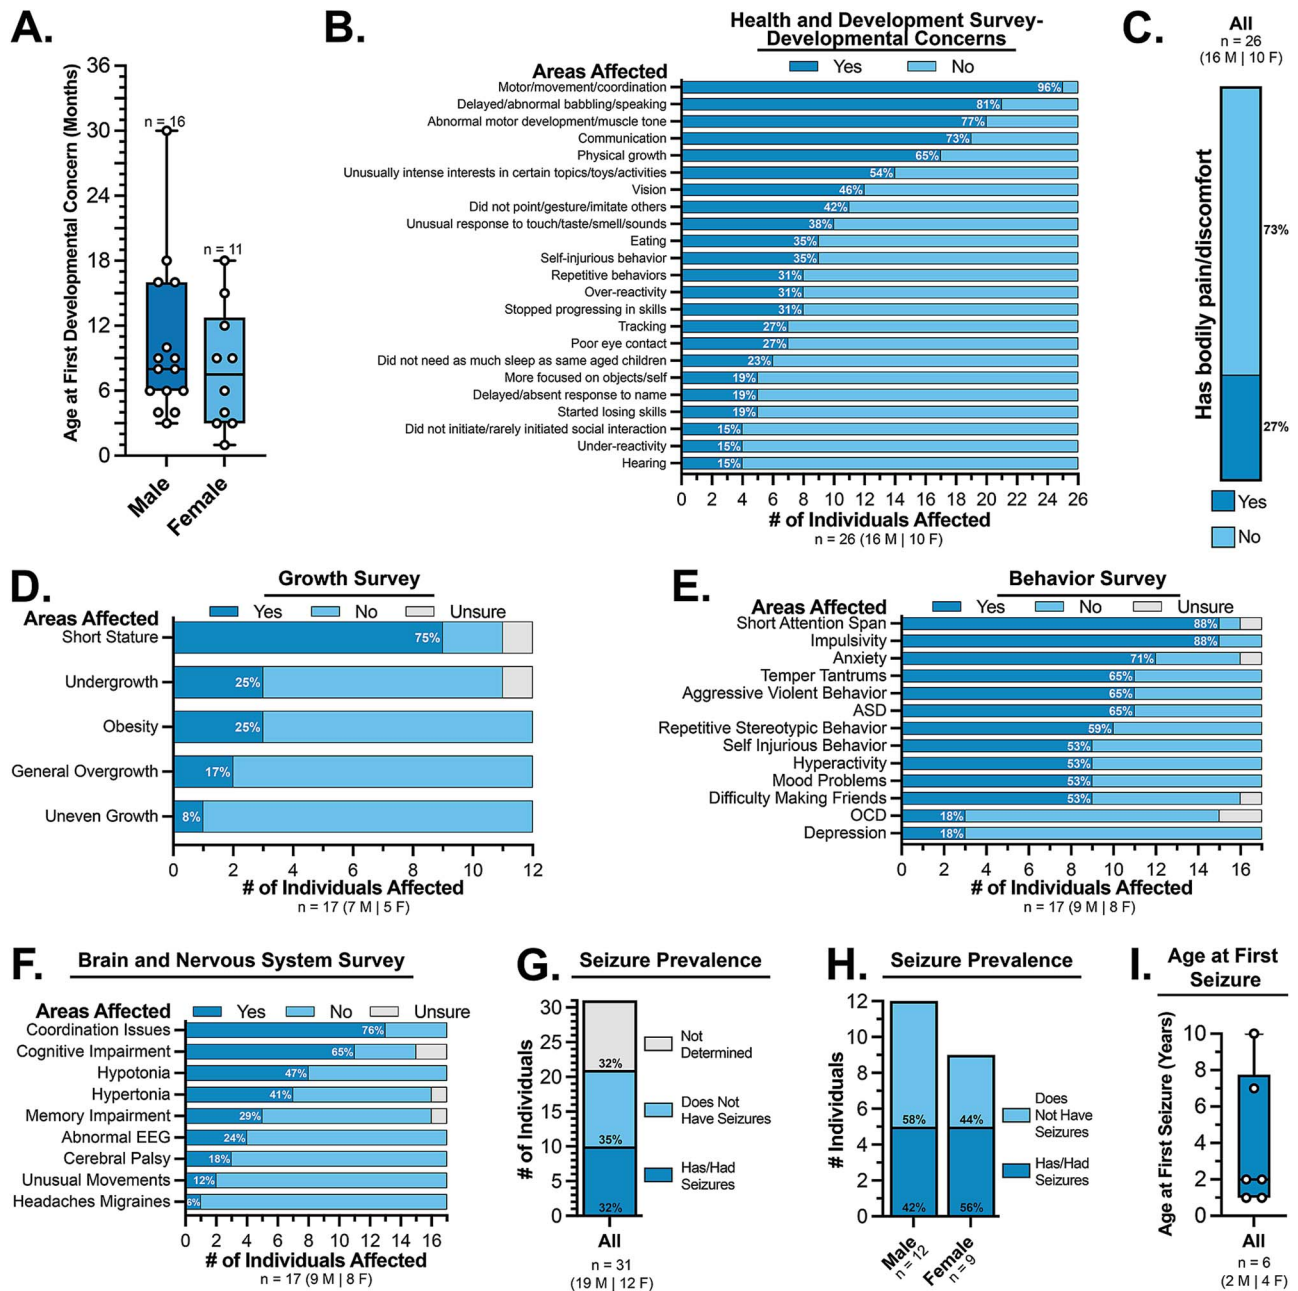 A.
Age at First Developmental Concern (Months)
36
30
24
18
12
6
0
n = 16
n = 11
Male
Female
B.
Health and Development Survey-
Developmental Concerns
Areas Affected
Yes
No
Motor/movement/coordination 96%
Delayed/abnormal babbling/speaking 81%
Abnormal motor development/muscle tone 77%
Communication 73%
Physical growth 65%
Unusually intense interests in certain topics/toys/activities 54%
Vision 46%
Did not point/gesture/imitate others 42%
Unusual response to touch/taste/smell/sounds 38%
Eating 35%
Self-injurious behavior 35%
Repetitive behaviors 31%
Over-reactivity 31%
Stopped progressing in skills 31%
Tracking 27%
Poor eye contact 27%
Did not need as much sleep as same aged children 23%
More focused on objects/self 19%
Delayed/absent response to name 19%
Started losing skills 19%
Did not initiate/rarely initiated social interaction 15%
Under-reactivity 15%
Hearing 15%
0 2 4 6 8 10 12 14 16 18 20 22 24 26
# of Individuals Affected
n = 26 (16 M | 10 F)
C.
All
n = 26
(16 M | 10 F)
Has bodily pain/discomfort
73%
27%
Yes
No
D.
Growth Survey
Areas Affected
Yes
No
Unsure
Short Stature 75%
Undergrowth 25%
Obesity 25%
General Overgrowth 17%
Uneven Growth 8%
0 2 4 6 8 10 12
# of Individuals Affected
n = 17 (7 M | 5 F)
E.
Behavior Survey
Areas Affected
Yes
No
Unsure
Short Attention Span 88%
Impulsivity 88%
Anxiety 71%
Temper Tantrums 65%
Aggressive Violent Behavior 65%
ASD 65%
Repetitive Stereotypic Behavior 59%
Self Injurious Behavior 53%
Hyperactivity 53%
Mood Problems 53%
Difficulty Making Friends 53%
OCD 18%
Depression 18%
0 2 4 6 8 10 12 14 16
# of Individuals Affected
n = 17 (9 M | 8 F)
F.
Brain and Nervous System Survey
Areas Affected
Yes
No
Unsure
Coordination Issues 76%
Cognitive Impairment 65%
Hypotonia 47%
Hypertonia 41%
Memory Impairment 29%
Abnormal EEG 24%
Cerebral Palsy 18%
Unusual Movements 12%
Headaches Migraines 6%
0 2 4 6 8 10 12 14 16
# of Individuals Affected
n = 17 (9 M | 8 F)
G.
Seizure Prevalence
# of Individuals
30
25
20
15
10
5
0
32%
35%
32%
Not
Determined
Does Not
Have Seizures
Has/Had
Seizures
All
n = 31
(19 M | 12 F)
H.
Seizure Prevalence
# Individuals
12
10
8
6
4
2
0
58%
44%
42%
56%
Does
Not Have
Seizures
Has/Had
Seizures
Male
n = 12
Female
n = 9
I.
Age at First
Seizure
Age at First Seizure (Years)
10
8
6
4
2
0
All
n = 6
(2 M | 4 F)